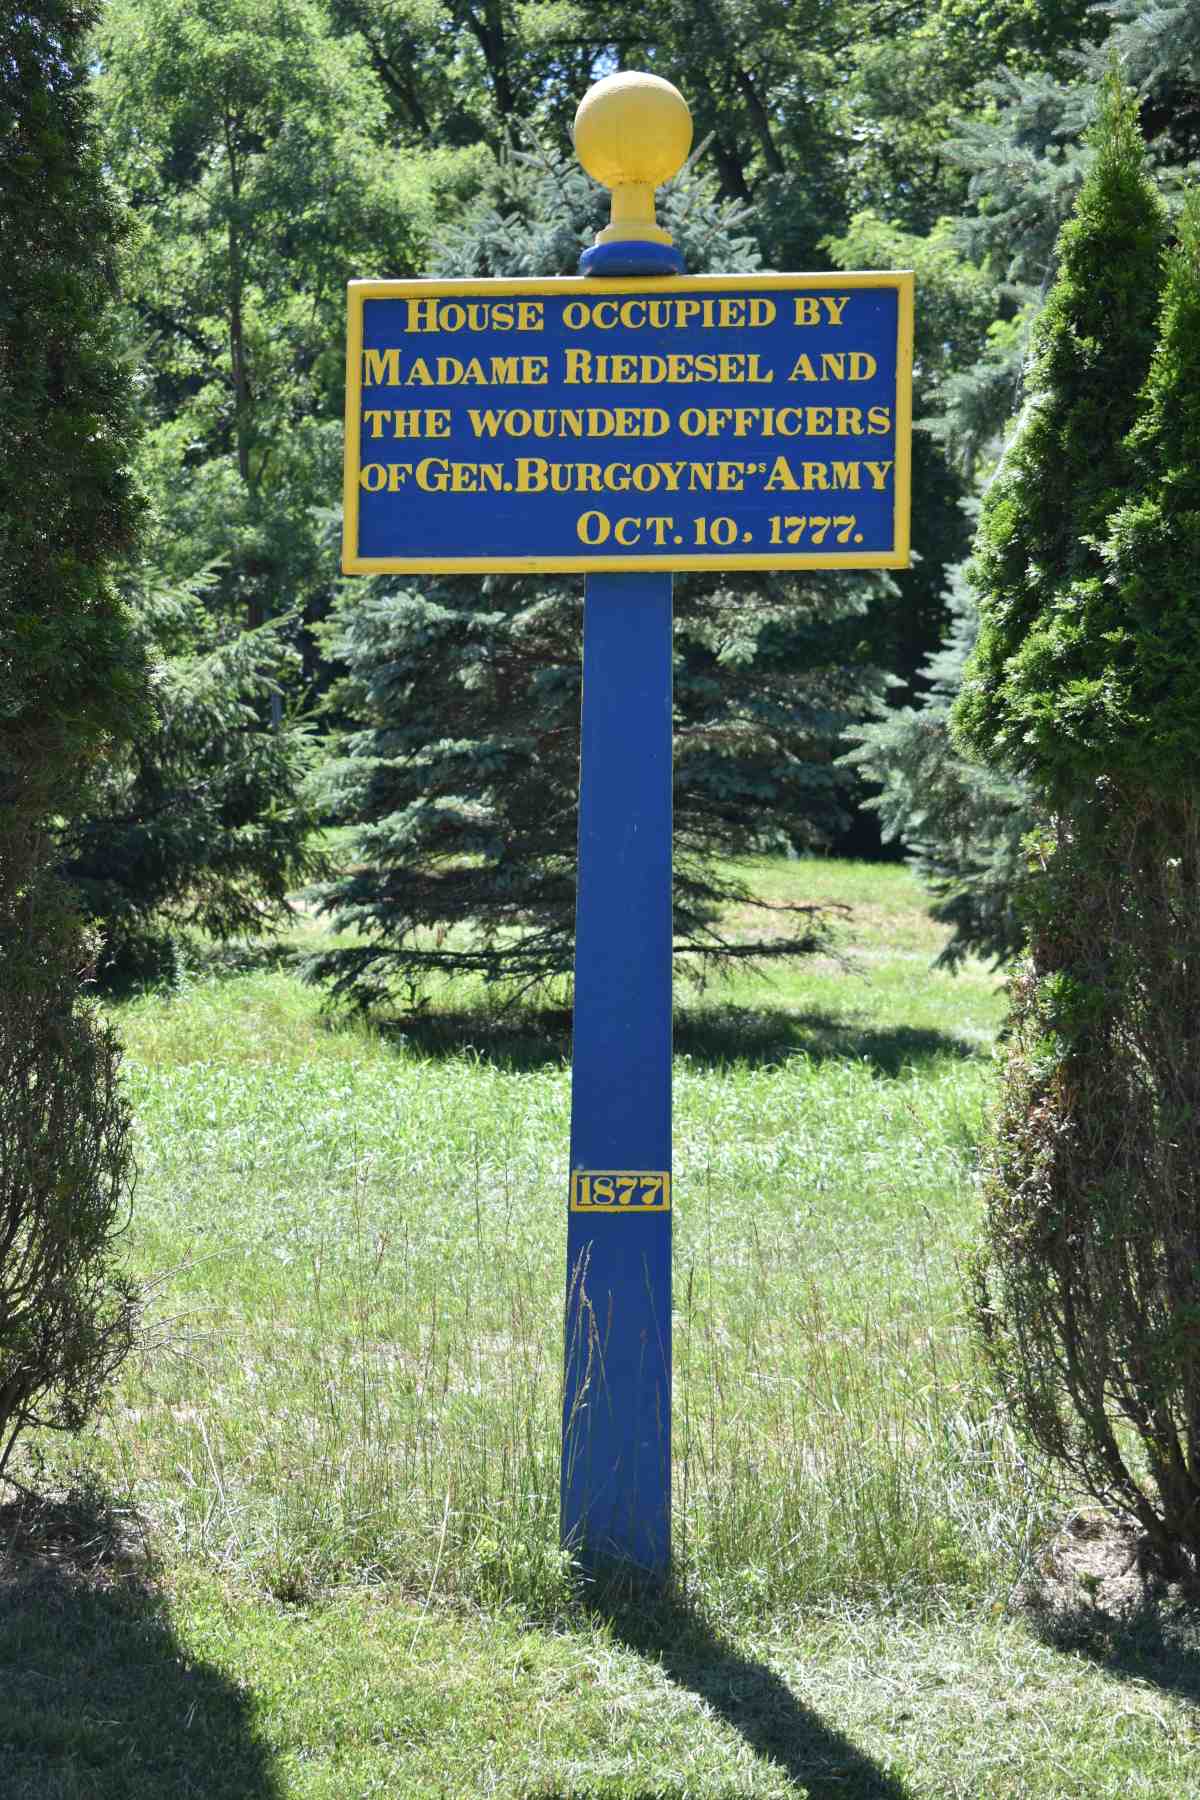 House occupied by
Madame Riedesel and
the wounded officers
of Gen. Burgoyne's Army
Oct. 10, 1777.
1877